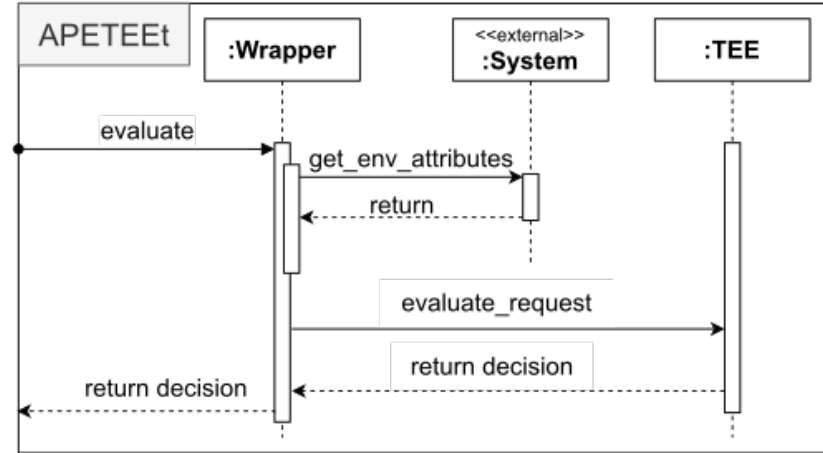 APETEEt
:Wrapper
<<external>>
:System
:TEE
evaluate
get_env_attributes
return
evaluate_request
return decision
return decision